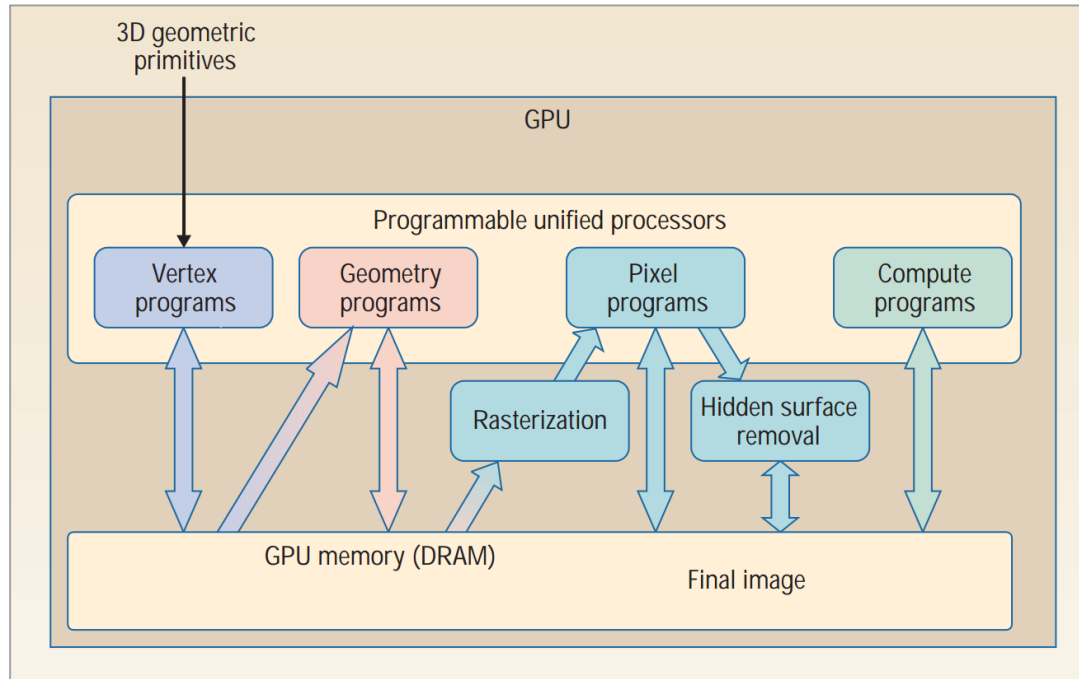 3D geometric
primitives
GPU
Programmable unified processors
Vertex
programs
Geometry
programs
Pixel
programs
Compute
programs
Rasterization
Hidden surface
removal
GPU memory (DRAM)
Final image